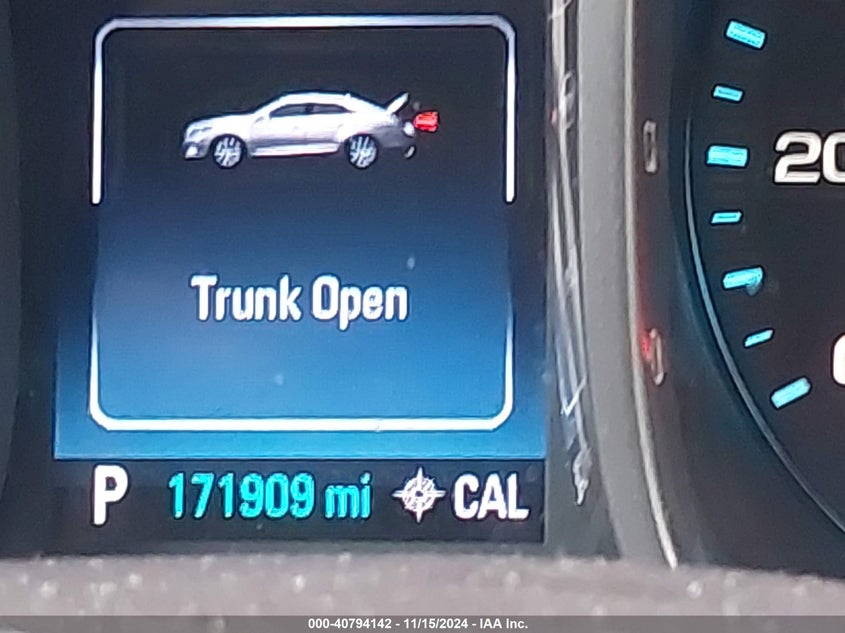 20
Trunk Open
P 171909 mi CAL
000-40794142 - 11/15/2024 - IAA Inc.